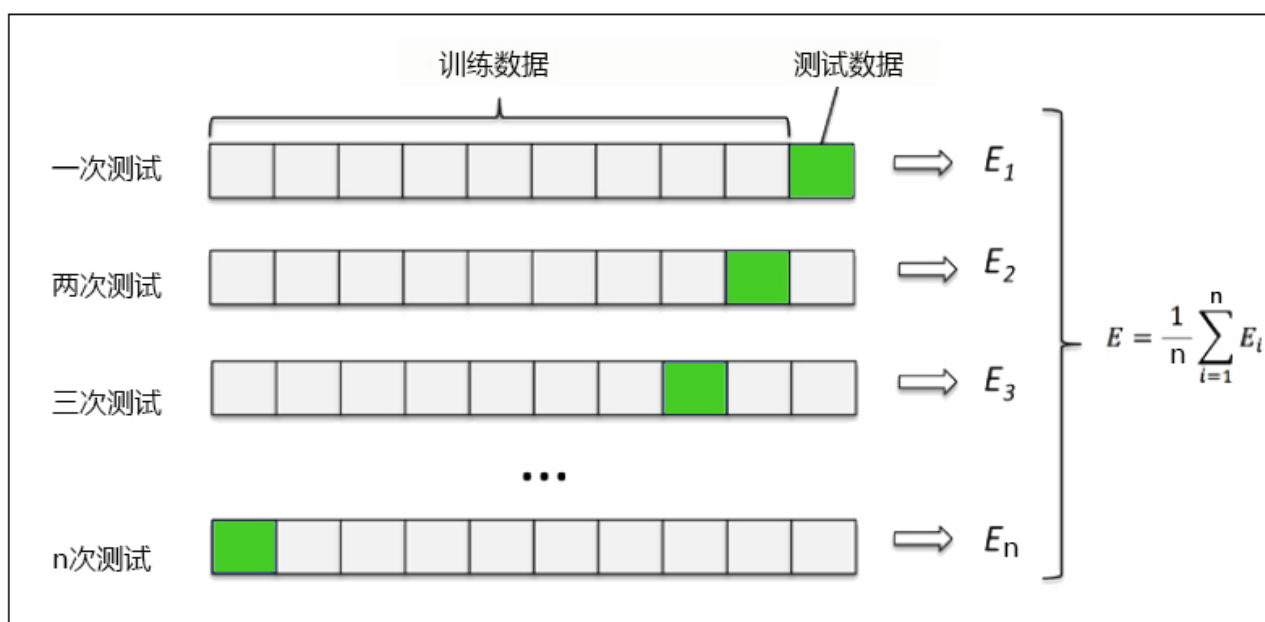 训练数据
测试数据
一次测试
E1
两次测试
E2
三次测试
E3
...
n次测试
En
E = 1/n ∑ n i=1 Ei